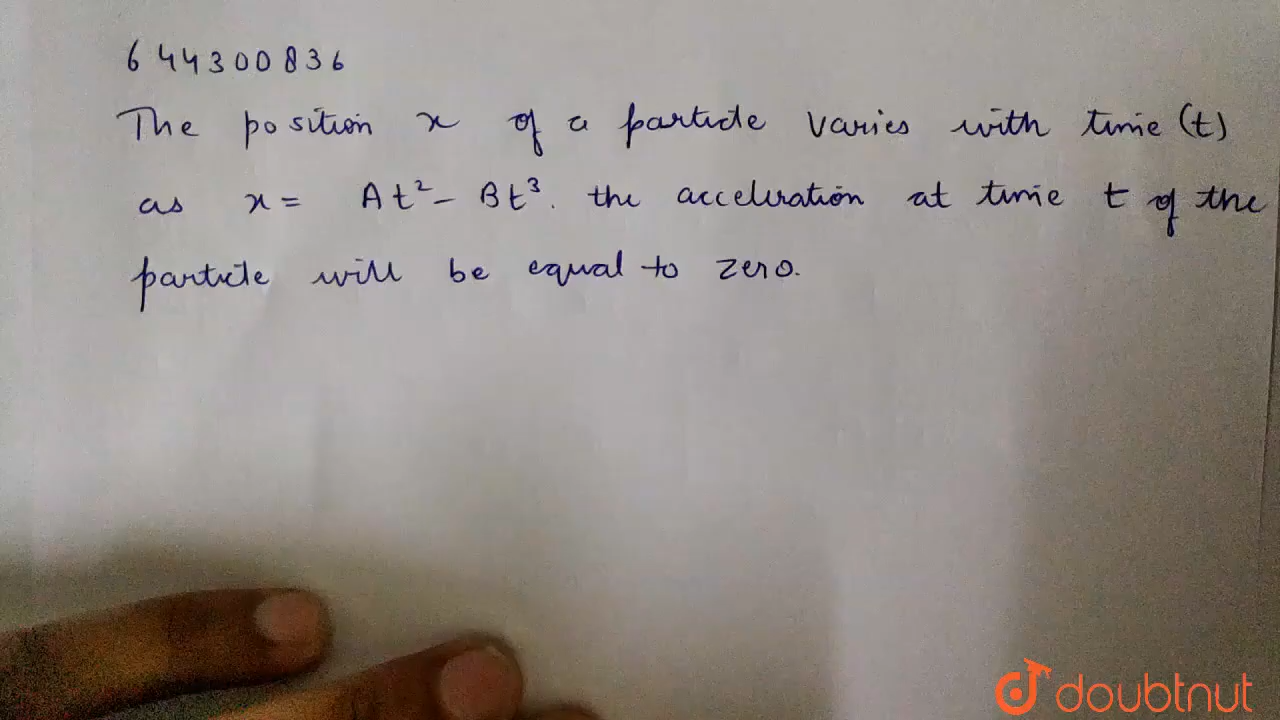 644300836
The position x of a particle varies with time (t)
as x = At² - Bt³. the acceleration at time t of the
particle will be equal to zero.
doubtnut